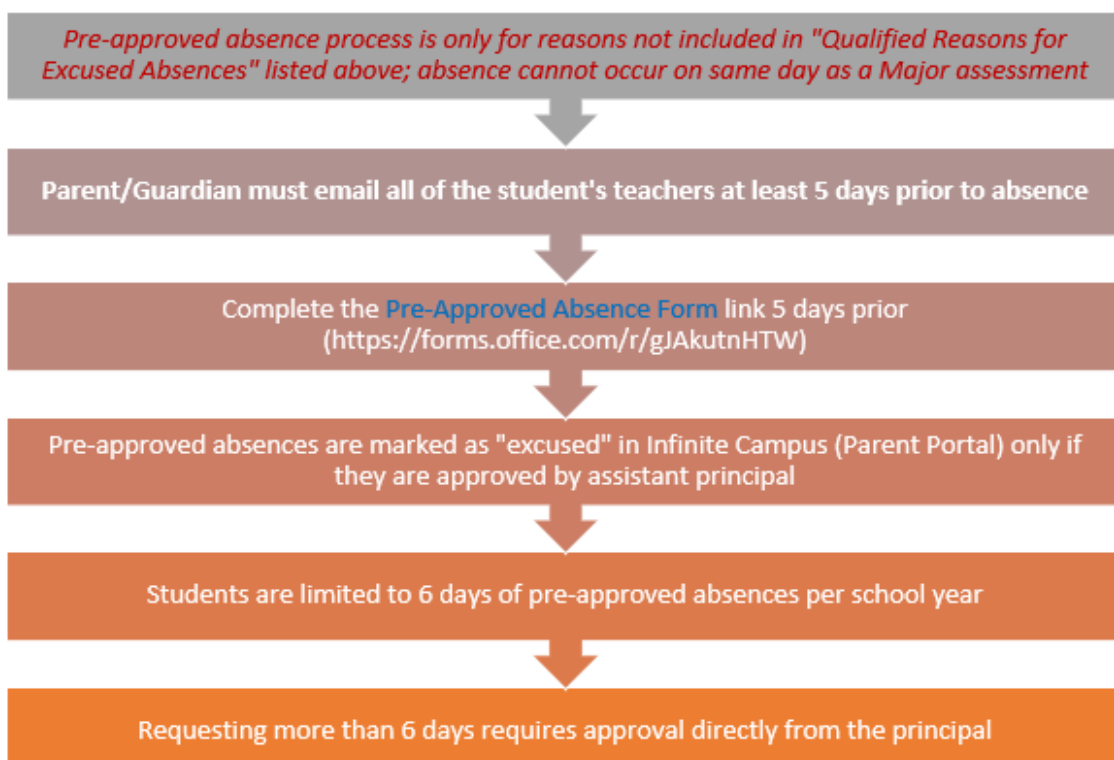 Pre-approved absence process is only for reasons not included in "Qualified Reasons for
Excused Absences" listed above; absence cannot occur on same day as a Major assessment
Parent/Guardian must email all of the student's teachers at least 5 days prior to absence
Complete the Pre-Approved Absence Form link 5 days prior
(https://forms.office.com/r/gJAkutnHTW)
Pre-approved absences are marked as "excused" in Infinite Campus (Parent Portal) only if
they are approved by assistant principal
Students are limited to 6 days of pre-approved absences per school year
Requesting more than 6 days requires approval directly from the principal